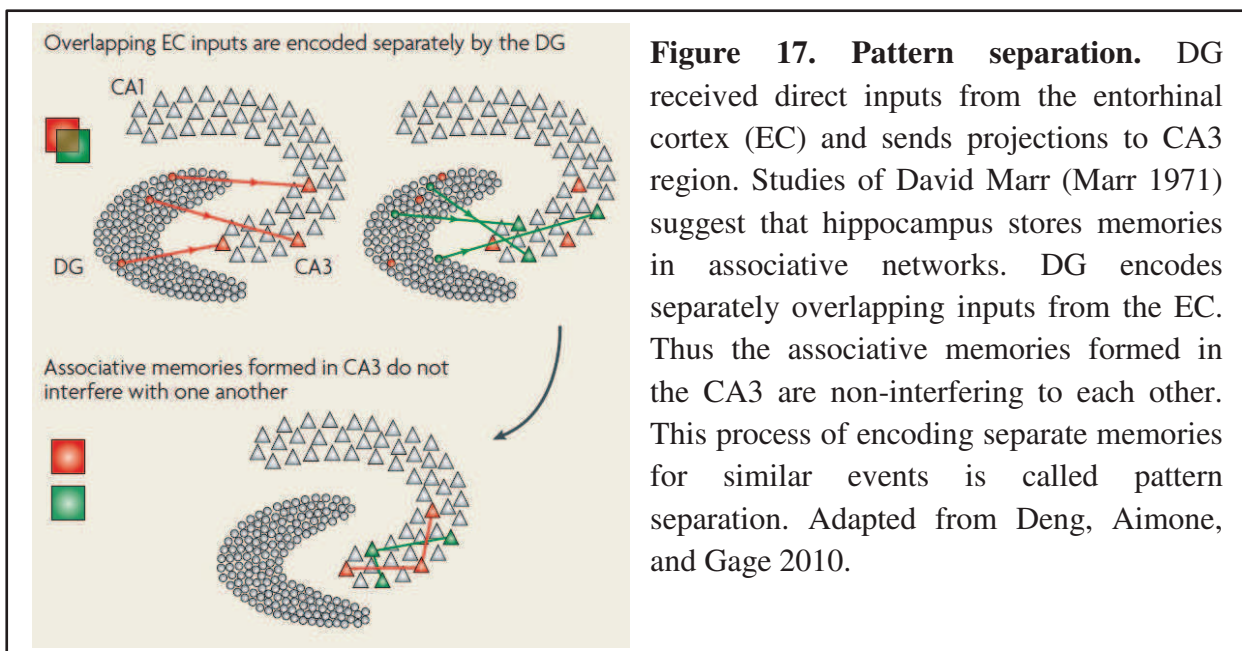 Overlapping EC inputs are encoded separately by the DG
CA1
DG
CA3
Associative memories formed in CA3 do not
interfere with one another
Figure 17. Pattern separation. DG
received direct inputs from the entorhinal
cortex (EC) and sends projections to CA3
region. Studies of David Marr (Marr 1971)
suggest that hippocampus stores memories
in associative networks. DG encodes
separately overlapping inputs from the EC.
Thus the associative memories formed in
the CA3 are non-interfering to each other.
This process of encoding separate memories
for similar events is called pattern
separation. Adapted from Deng, Aimone,
and Gage 2010.